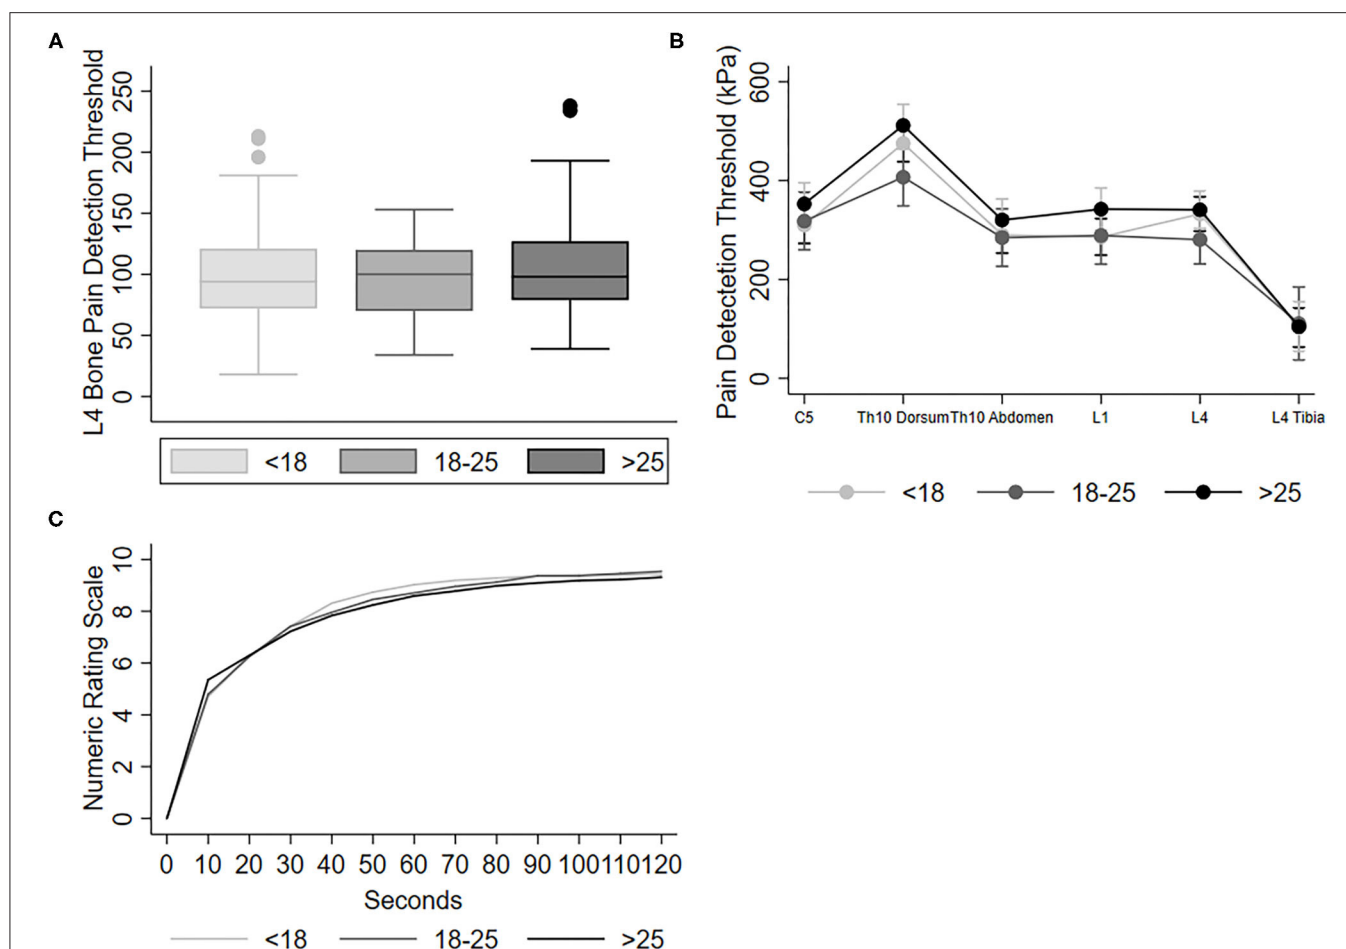 A
L4 Bone Pain Detection Threshold
250
200
150
100
50
0
<18 18-25 >25
B
Pain Detectetion Threshold (kPa)
600
400
200
0
C5 Th10 Dorsum Th10 Abdomen L1 L4 L4 Tibia
<18 18-25 >25
C
Numeric Rating Scale
10
8
6
4
2
0
0 10 20 30 40 50 60 70 80 90 100 110 120
Seconds
<18 18-25 >25